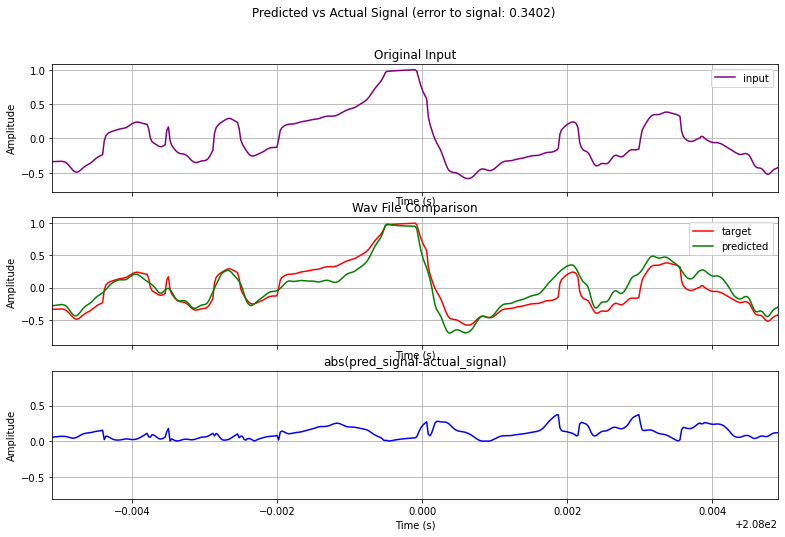 Predicted vs Actual Signal (error to signal: 0.3402)
Original Input
1.0
0.5
0.0
−0.5
Amplitude
input
Time (s)
Wav File Comparison
1.0
0.5
0.0
−0.5
Amplitude
target
predicted
Time (s)
abs(pred_signal-actual_signal)
0.5
0.0
−0.5
Amplitude
−0.004 −0.002 0.000 0.002 0.004
Time (s)
+2.08e2